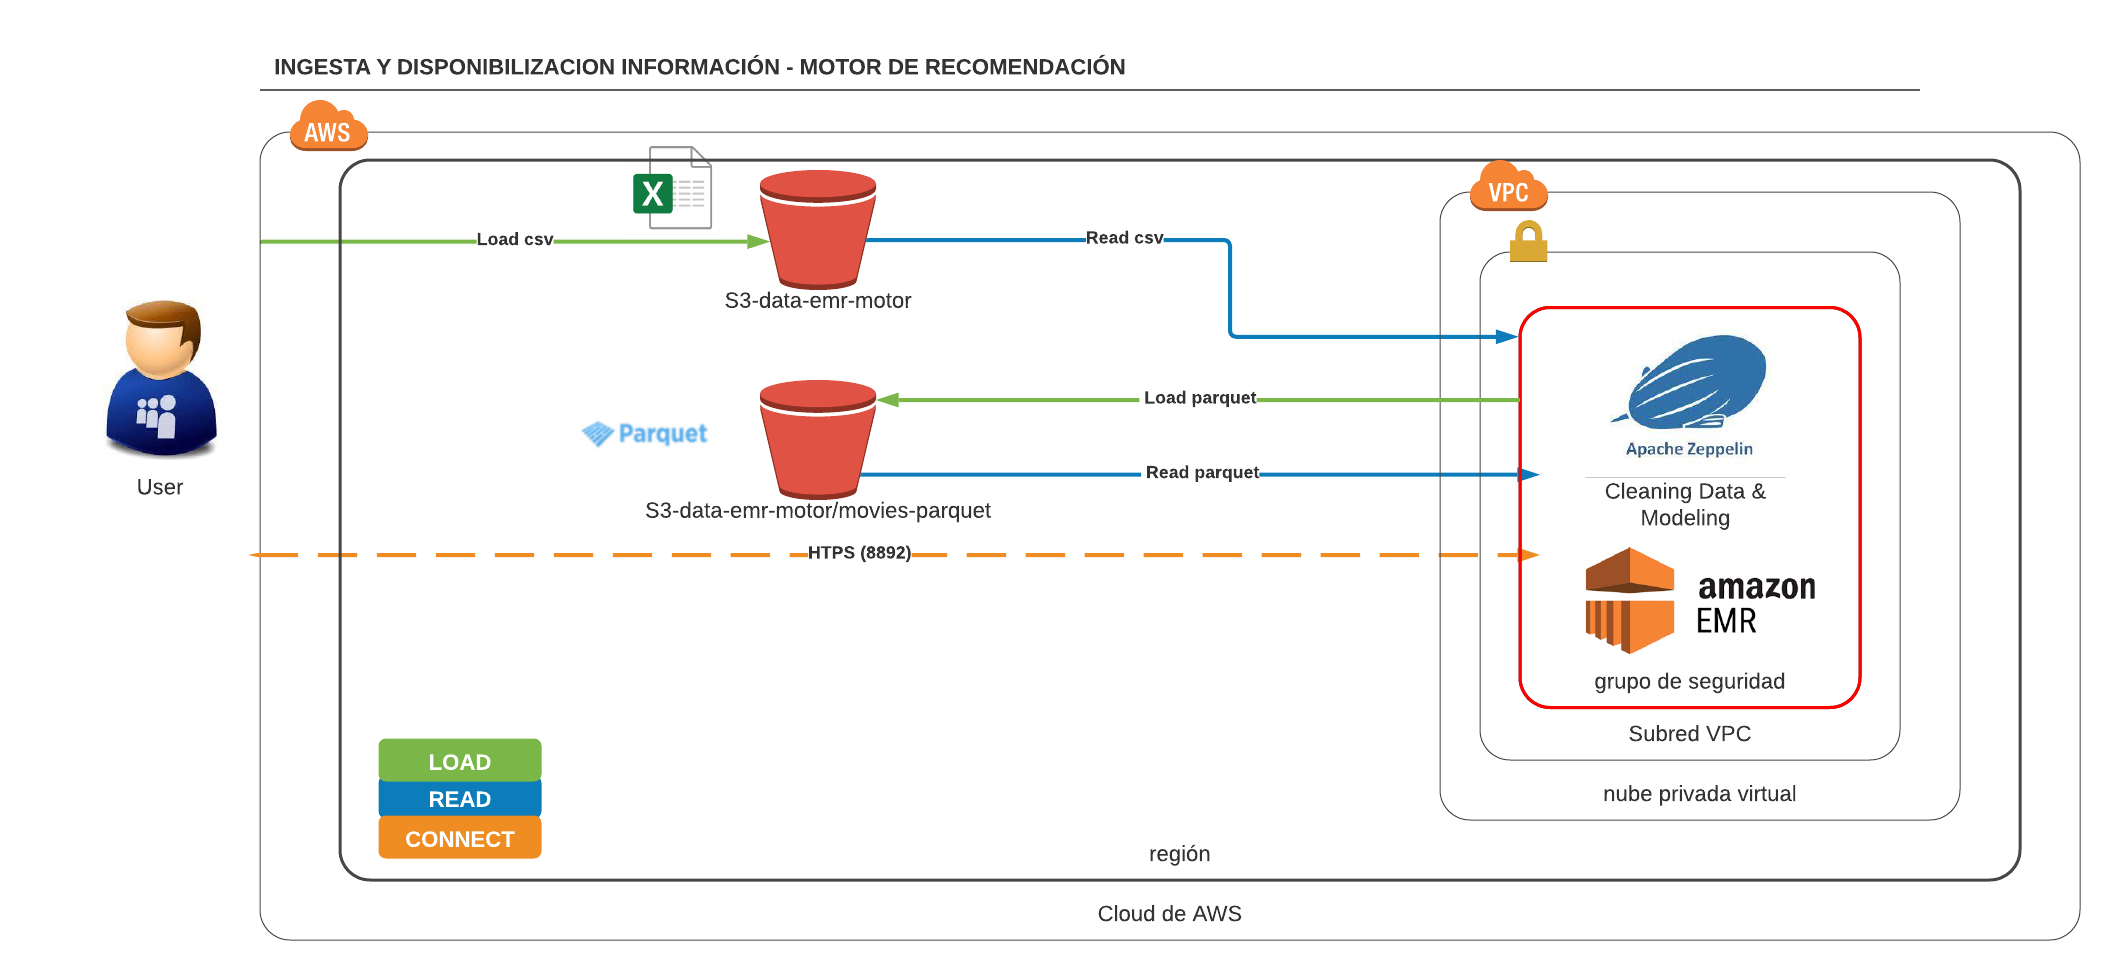 INGESTA Y DISPONIBILIZACION INFORMACIÓN - MOTOR DE RECOMENDACIÓN
AWS
VPC
X
Load csv
Read csv
S3-data-emr-motor
Load parquet
Parquet
Apache Zeppelin
Read parquet
User
Cleaning Data &
Modeling
S3-data-emr-motor/movies-parquet
HTPS (8892)
amazon
EMR
grupo de seguridad
Subred VPC
LOAD
READ
CONNECT
nube privada virtual
región
Cloud de AWS